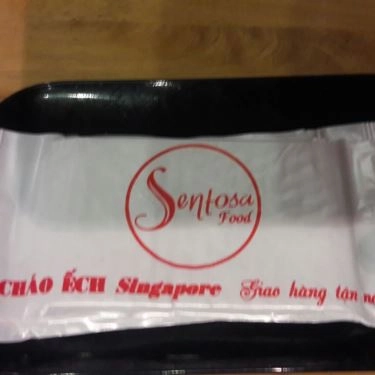 Sentosa
Food
CHÁO ẾCH Singapore Giao hàng tận